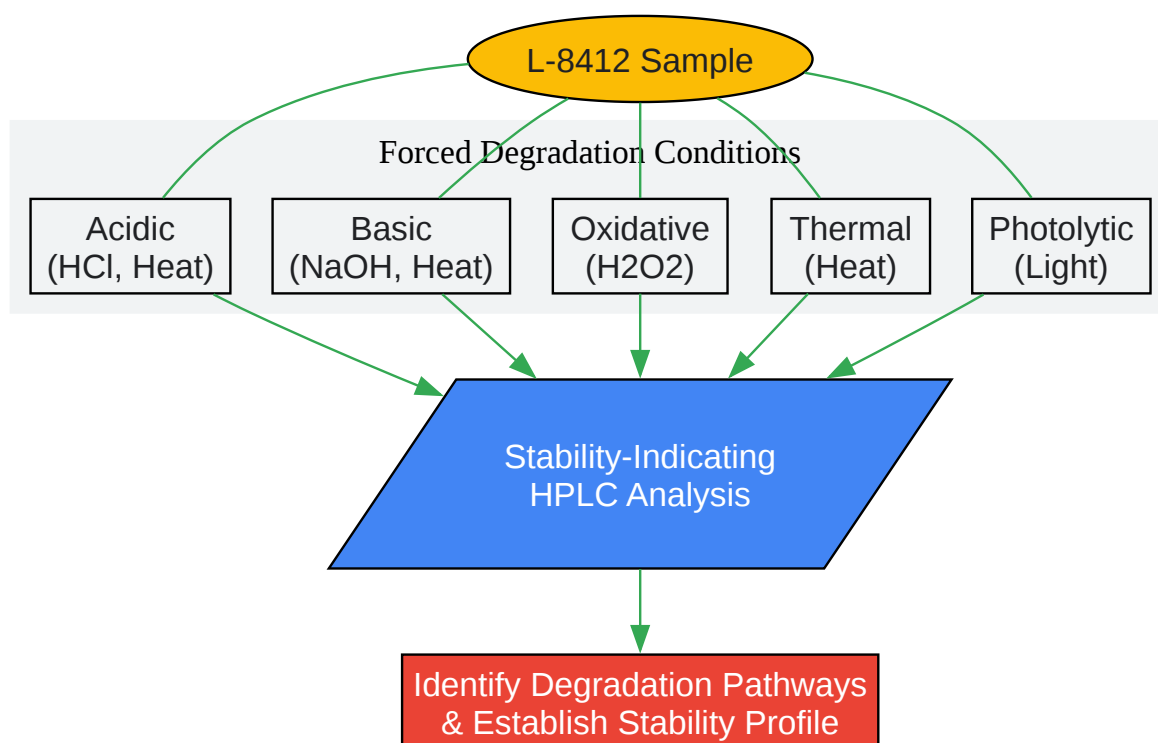 L-8412 Sample
Forced Degradation Conditions
Acidic
(HCl, Heat)
Basic
(NaOH, Heat)
Oxidative
(H2O2)
Thermal
(Heat)
Photolytic
(Light)
Stability-Indicating
HPLC Analysis
Identify Degradation Pathways
& Establish Stability Profile